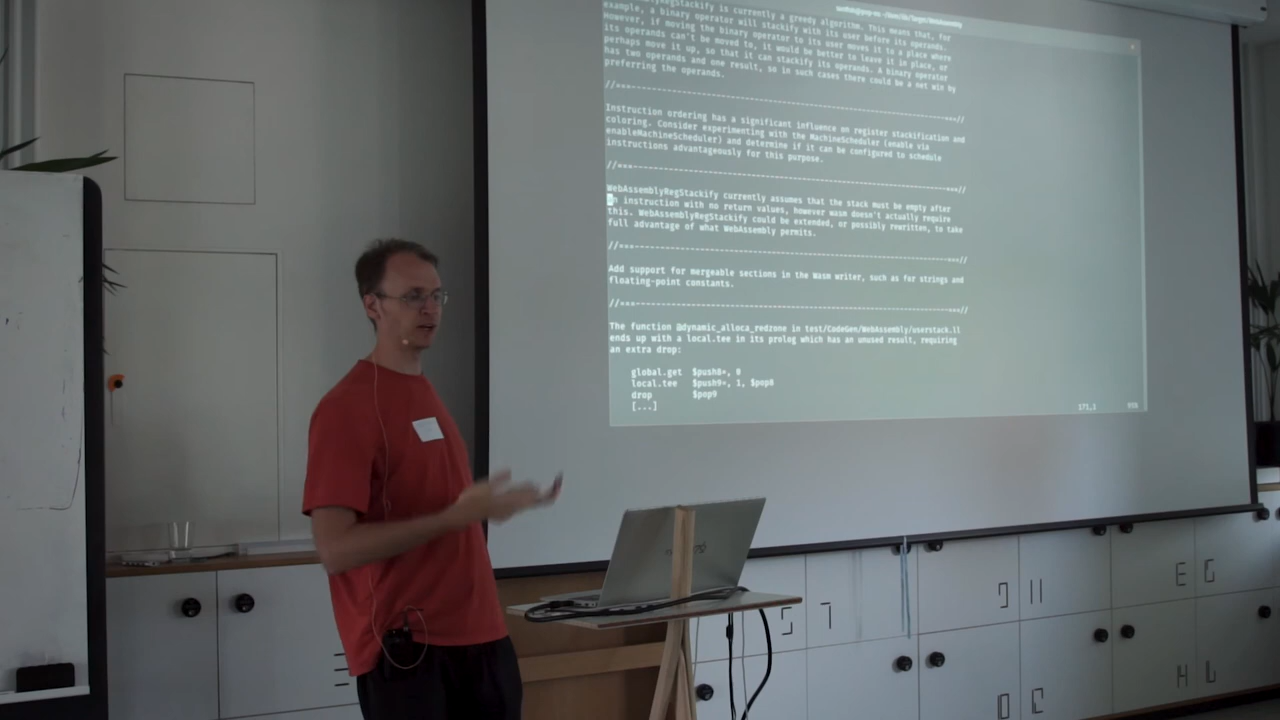 WebAssemblyRegStackify is currently a greedy algorithm. This means that, for
example, a binary operator will stackify with its user before its operands.
However, if moving the binary operator to its user moves it to a place where
its operands can't be moved to, it would be better to leave it in place, or
perhaps move it up, so that it can stackify its operands. A binary operator
has two operands and one result, so in such cases there could be a net win by
preferring the operands.
//===---------------------------------------------------------------------===//
Instruction ordering has a significant influence on register stackification and
coloring. Consider experimenting with the MachineScheduler (enable via
enableMachineScheduler) and determine if it can be configured to schedule
instructions advantageously for this purpose.
//===---------------------------------------------------------------------===//
WebAssemblyRegStackify currently assumes that the stack must be empty after
an instruction with no return values, however wasm doesn't actually require
this. WebAssemblyRegStackify could be extended, or possibly rewritten, to take
full advantage of what WebAssembly permits.
//===---------------------------------------------------------------------===//
Add support for mergeable sections in the Wasm writer, such as for strings and
floating-point constants.
//===---------------------------------------------------------------------===//
The function @dynamic_alloca_redzone in test/CodeGen/WebAssembly/userstack.ll
ends up with a local.tee in its prolog which has an unused result, requiring
an extra drop:
global.get $push8=, 0
local.tee $push9=, 1, $pop8
drop $pop9
[...]
171,1